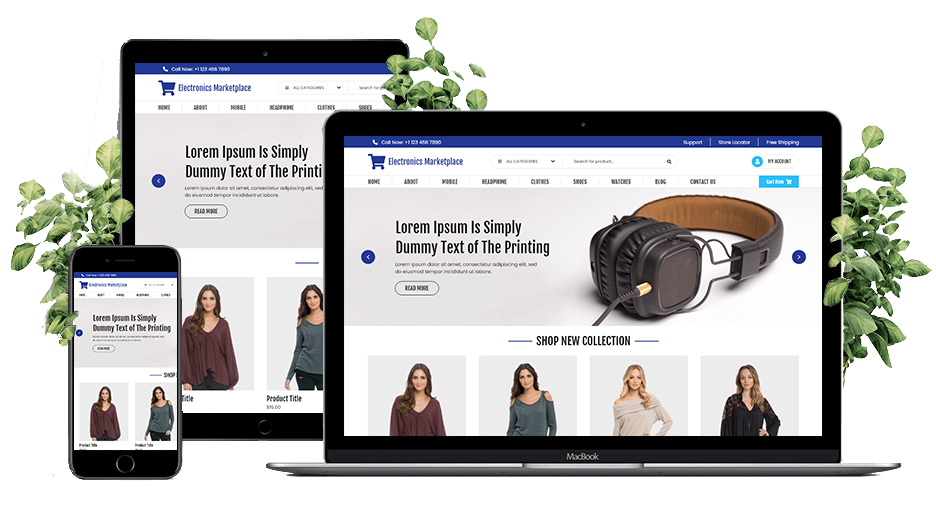 Call Now: +1 123 456 7890
Electronics Marketplace
ALL CATEGORIES
Search for pro
HOME ABOUT MOBILE HEADPHONE CLOTHES SHOES
Lorem Ipsum Is Simply
Dummy Text of The Printi
Lorem ipsum dolor sit amet, consectetur adipiscing elit, sed
do eiusmod tempor incididunt ut labore.
READ MORE
Title
Product Title
$15.00
Call Now: +1 123 456 7890
Support
Store Locator
Free Shipping
Electronics Marketplace
ALL CATEGORIES
Search for product...
MY ACCOUNT
HOME ABOUT MOBILE HEADPHONE CLOTHES SHOES WATCHES BLOG CONTACT US
Cart Now
Lorem Ipsum Is Simply
Dummy Text of The Printing
Lorem ipsum dolor sit amet, consectetur adipiscing elit, sed
do eiusmod tempor incididunt ut labore.
READ MORE
SHOP NEW COLLECTION
MacBook
Call Now: +1 123 456 7890
Electronics Marketplace
HOME ABOUT MOBILE HEADPHONE CLOTHES
Lorem Ipsum Is Simply
Dummy Text of The Printing
READ MORE
SHOP
Product Title
Product Title